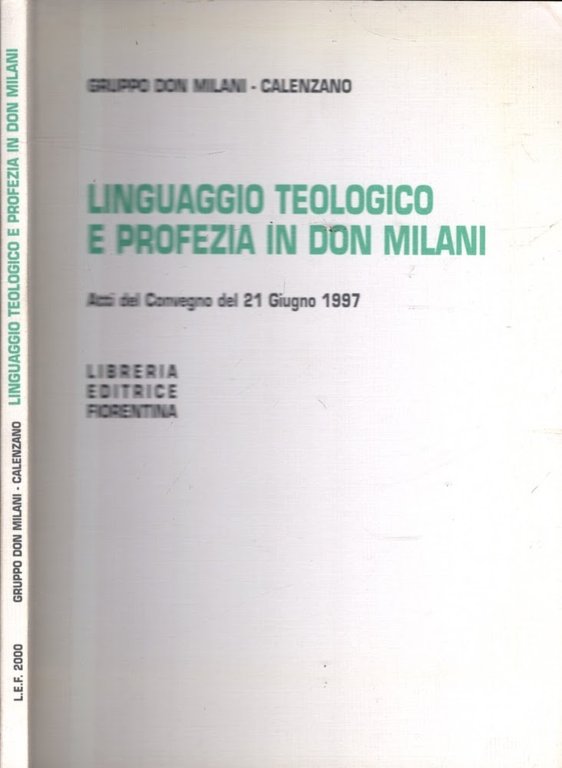 GRUPPO DON MILANI - CALENZANO
LINGUAGGIO TEOLOGICO
E PROFEZIA IN DON MILANI
Atti del Convegno del 21 Giugno 1997
LIBRERIA
EDITRICE
FIORENTINA
L.E.F. 2000 GRUPPO DON MILANI - CALENZANO LINGUAGGIO TEOLOGICO E PROFEZIA IN DON MILANI